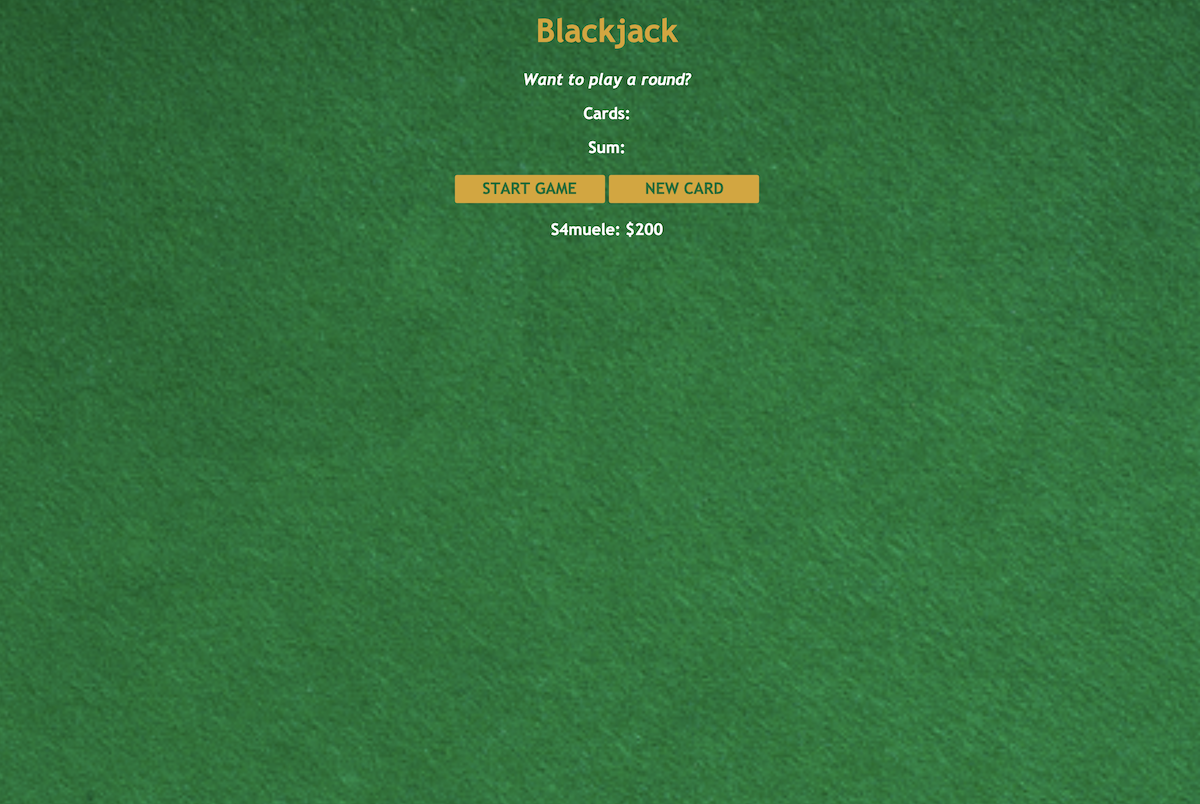 Blackjack
Want to play a round?
Cards:
Sum:
START GAME NEW CARD
S4muele: $200